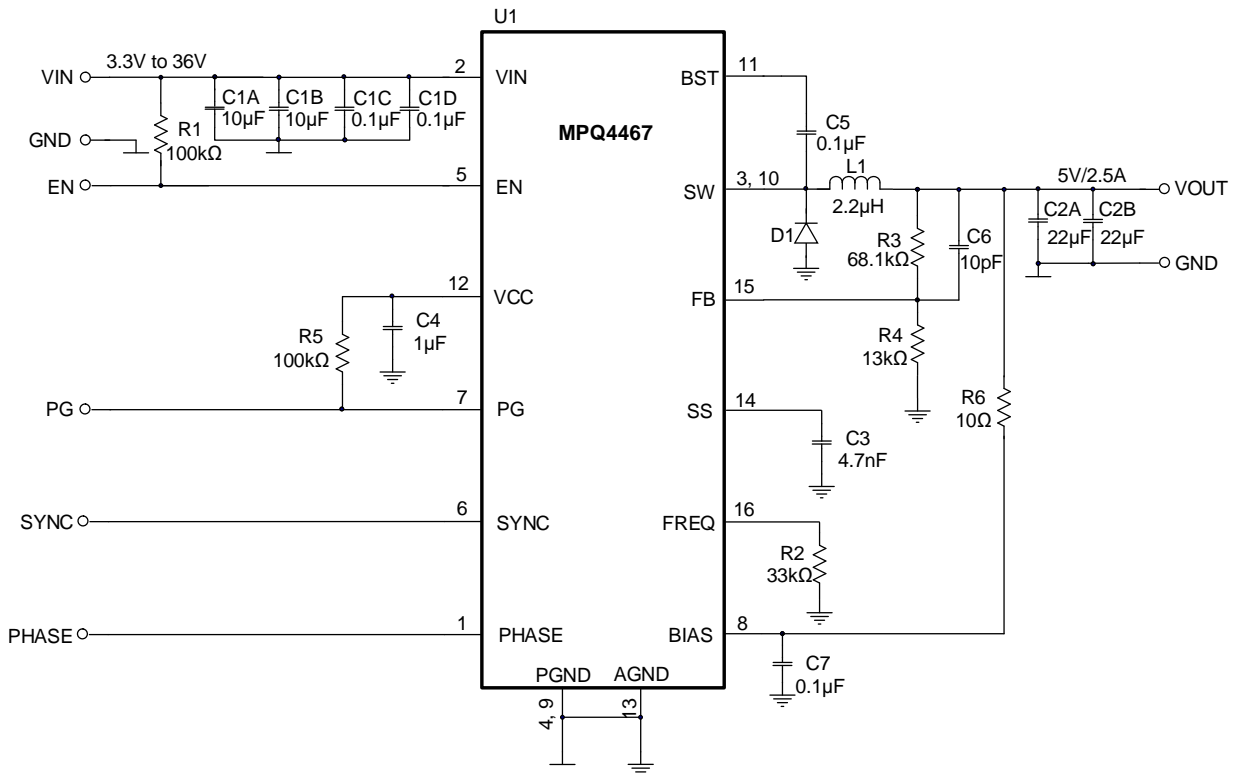 U1
3.3V to 36V
VIN
2
VIN
C1A
10µF
C1B
10µF
C1C
0.1µF
C1D
0.1µF
GND
R1
100kΩ
EN
5
EN
MPQ4467
11
BST
C5
0.1µF
L1
2.2µH
3, 10
SW
D1
5V/2.5A
VOUT
C2A
22µF
C2B
22µF
GND
R3
68.1kΩ
C6
10pF
15
FB
R4
13kΩ
12
VCC
C4
1µF
R5
100kΩ
PG
7
PG
14
SS
C3
4.7nF
R6
10Ω
SYNC
6
SYNC
16
FREQ
R2
33kΩ
PHASE
1
PHASE
8
BIAS
C7
0.1µF
PGND
AGND
4, 9
13